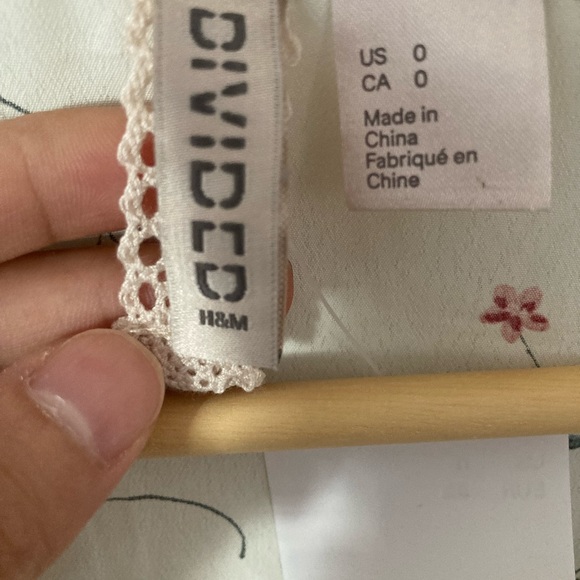 DIVIDED
H&M
US 0
CA 0
Made in
China
Fabriqué en
Chine